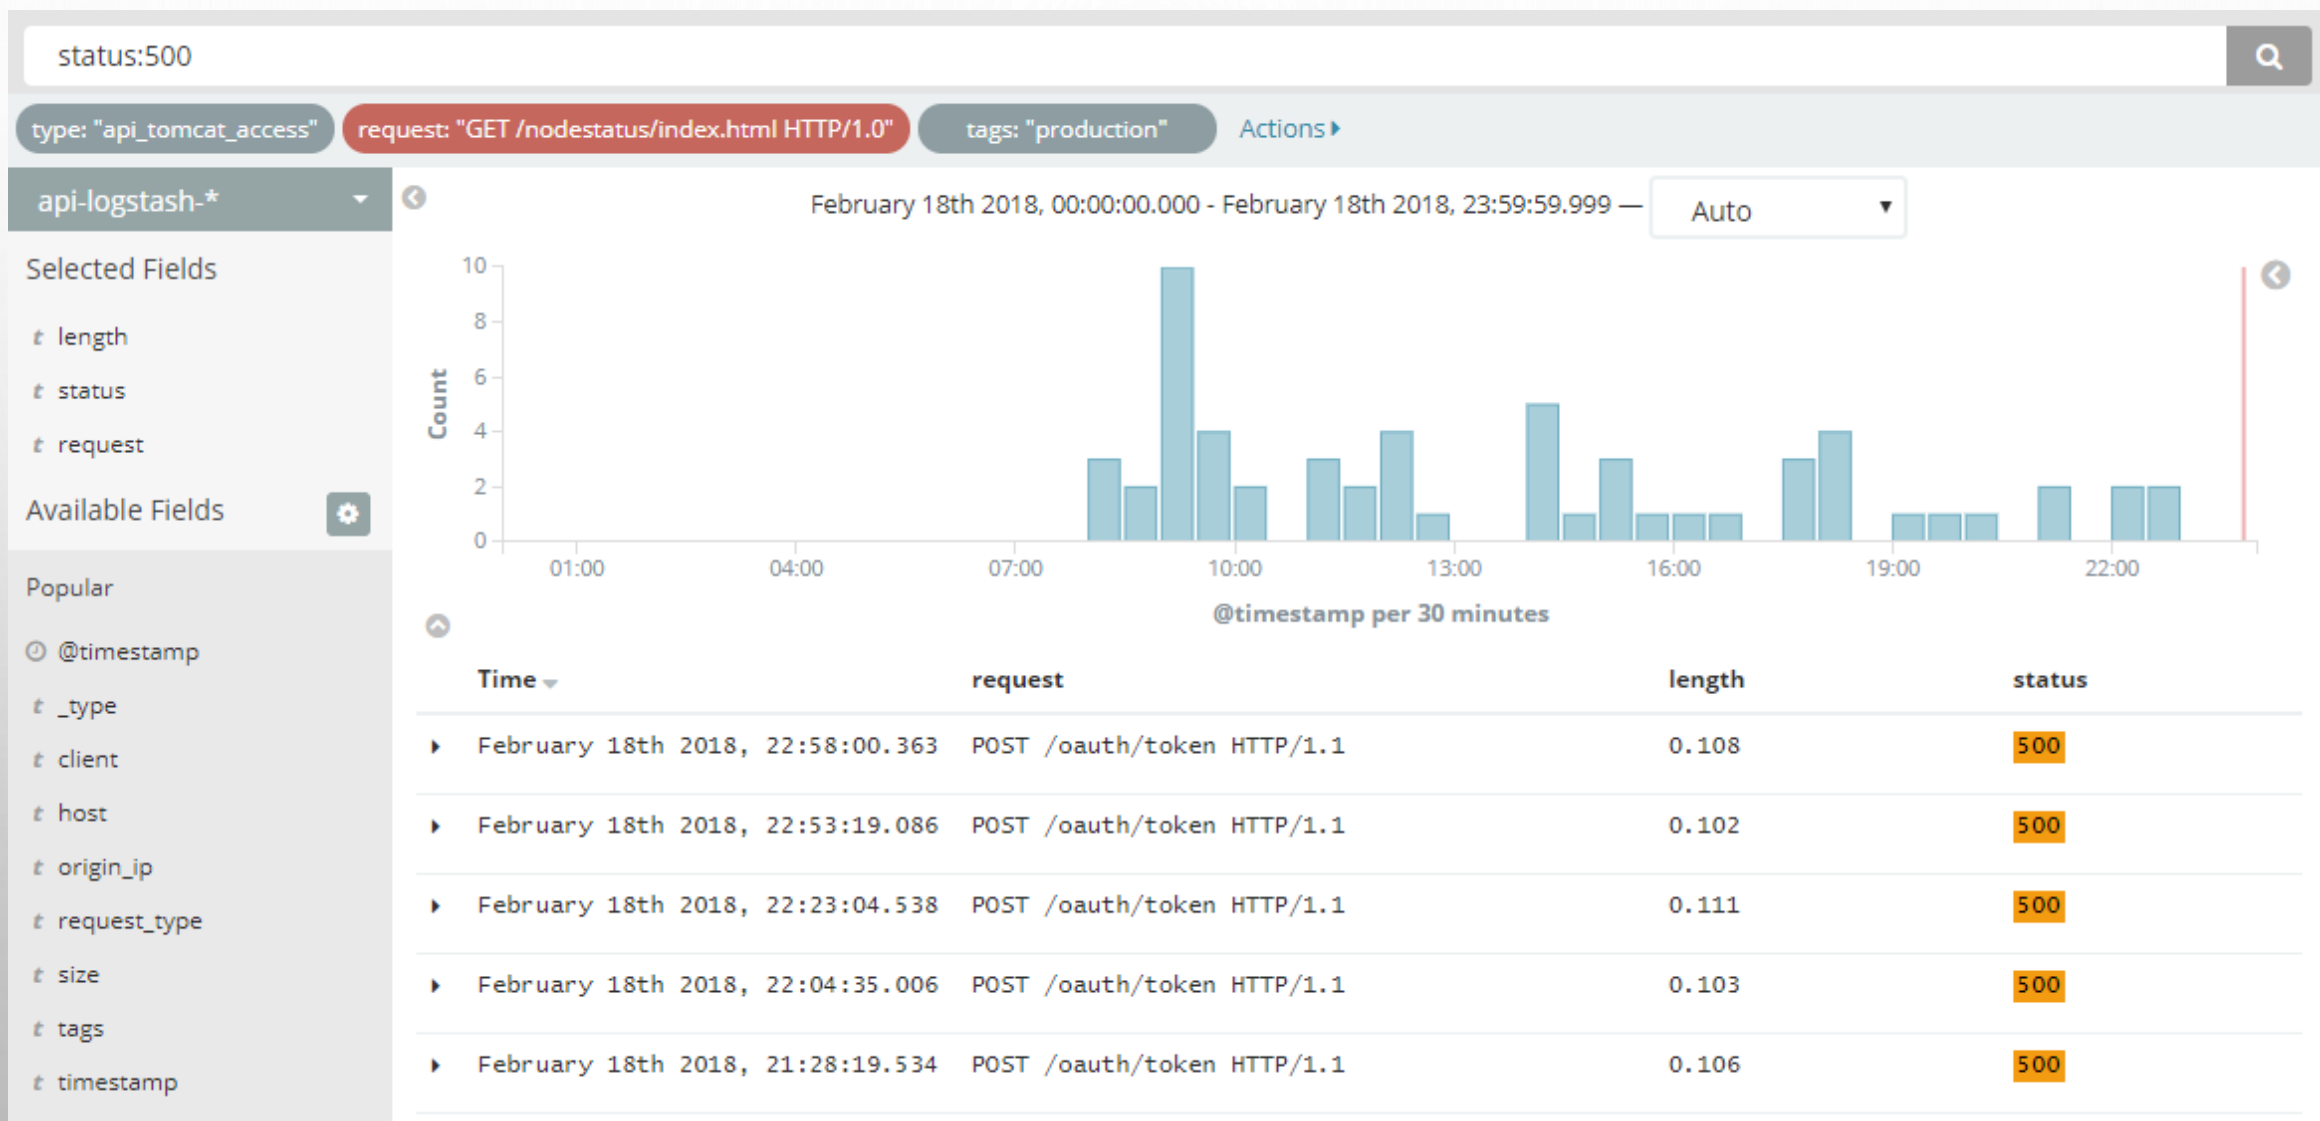 status:500
type: "api_tomcat_access" request: "GET /nodestatus/index.html HTTP/1.0" tags: "production" Actions
api-logstash-*
Selected Fields
t length
t status
t request
Available Fields
Popular
@timestamp
t _type
t client
t host
t origin_ip
t request_type
t size
t tags
t timestamp
February 18th 2018, 00:00:00.000 - February 18th 2018, 23:59:59.999 — Auto
Count
10
8
6
4
2
0
01:00 04:00 07:00 10:00 13:00 16:00 19:00 22:00
@timestamp per 30 minutes
Time request length status
February 18th 2018, 22:58:00.363 POST /oauth/token HTTP/1.1 0.108 500
February 18th 2018, 22:53:19.086 POST /oauth/token HTTP/1.1 0.102 500
February 18th 2018, 22:23:04.538 POST /oauth/token HTTP/1.1 0.111 500
February 18th 2018, 22:04:35.006 POST /oauth/token HTTP/1.1 0.103 500
February 18th 2018, 21:28:19.534 POST /oauth/token HTTP/1.1 0.106 500